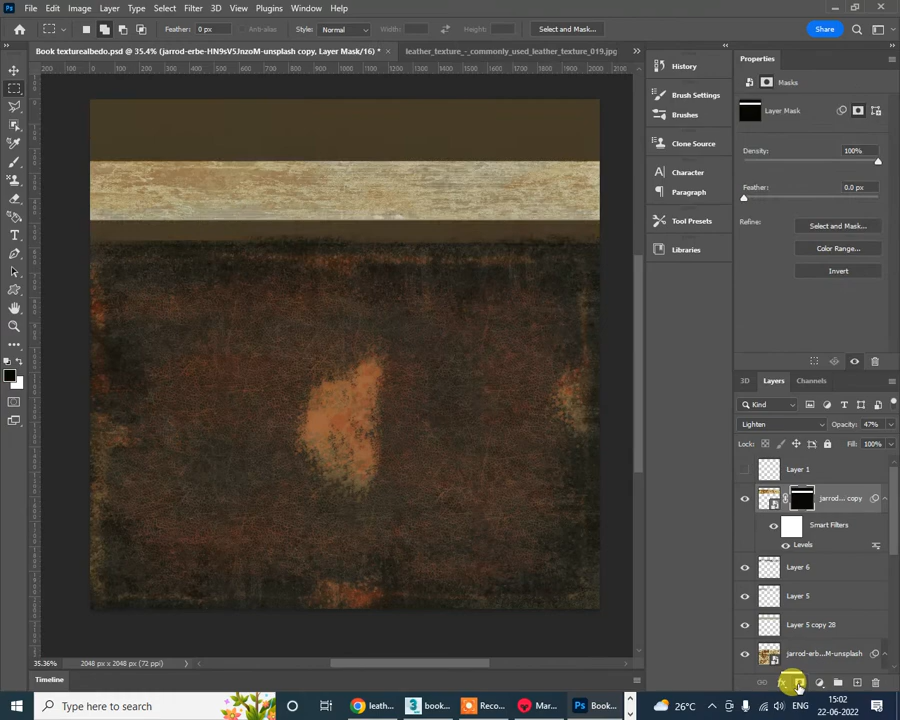 File Edit Image Layer Type Select Filter 3D View Plugins Window Help
Feather: 0 px Anti-alias Style: Normal Width: Height: Select and Mask... Share
Book texturealbedo.psd @ 35.4% (jarrod-erbe-HN9sV5JnzoM-unsplash copy, Layer Mask/16) * ×
leather_texture_-_commonly_used_leather_texture_019.jpg
History
Brush Settings
Brushes
Clone Source
Character
Paragraph
Tool Presets
Libraries
Properties
Masks
Layer Mask
Density: 100%
Feather: 0.0 px
Refine: Select and Mask...
Color Range...
Invert
3D Layers Channels
Kind
Lighten Opacity: 47%
Lock: Fill: 100%
Layer 1
jarrod... copy
Smart Filters
Levels
Layer 6
Layer 5
Layer 5 copy 28
jarrod-erb...M-unsplash
35.36% 2048 px x 2048 px (72 ppi)
Timeline
Type here to search
leath... book... Reco... Mar... Book...
26°C ENG
15:02
22-06-2022